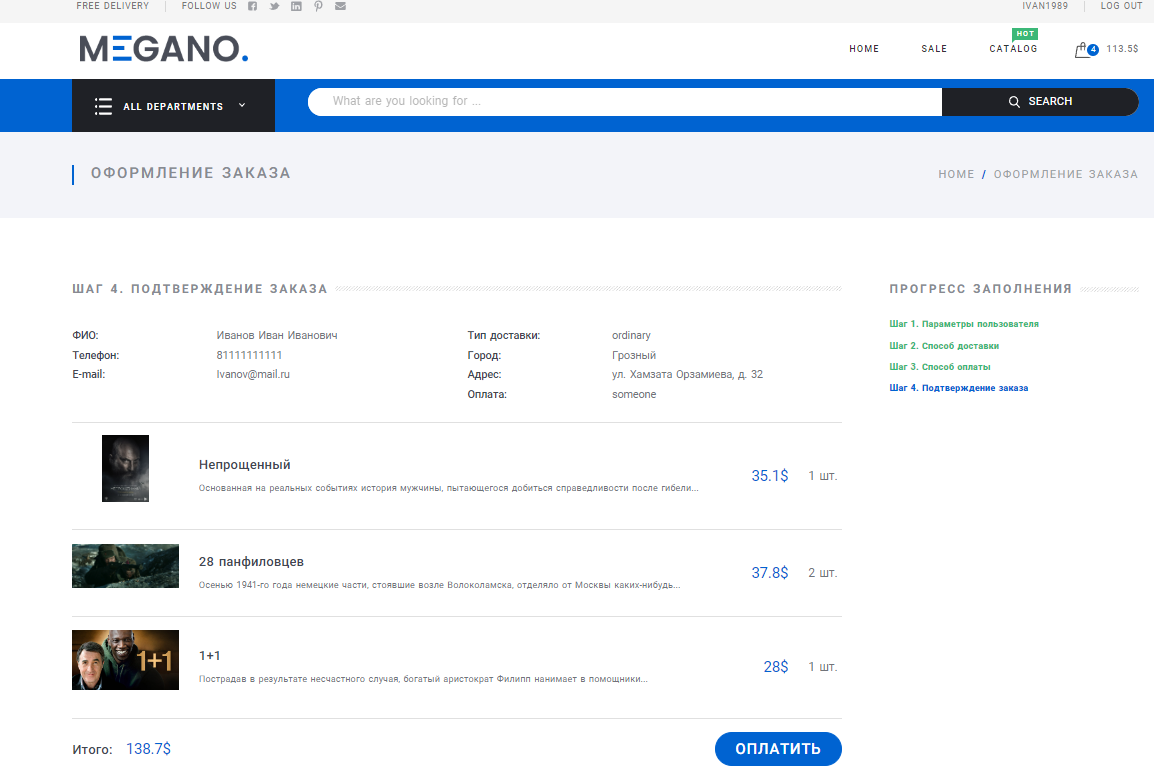 FREE DELIVERY FOLLOW US IVAN1989 LOG OUT
MEGANO.
HOME SALE CATALOG HOT 4 113.5$
ALL DEPARTMENTS What are you looking for ... SEARCH
ОФОРМЛЕНИЕ ЗАКАЗА HOME / ОФОРМЛЕНИЕ ЗАКАЗА
ШАГ 4. ПОДТВЕРЖДЕНИЕ ЗАКАЗА
ФИО: Иванов Иван Иванович
Телефон: 81111111111
E-mail: Ivanov@mail.ru
Тип доставки: ordinary
Город: Грозный
Адрес: ул. Хамзата Орзамиева, д. 32
Оплата: someone
Непрощенный
Основанная на реальных событиях история мужчины, пытающегося добиться справедливости после гибели...
35.1$ 1 шт.
28 панфиловцев
Осенью 1941-го года немецкие части, стоявшие возле Волоколамска, отделяло от Москвы каких-нибудь...
37.8$ 2 шт.
1+1
1+1
Пострадав в результате несчастного случая, богатый аристократ Филипп нанимает в помощники...
28$ 1 шт.
Итого: 138.7$ ОПЛАТИТЬ
ПРОГРЕСС ЗАПОЛНЕНИЯ
Шаг 1. Параметры пользователя
Шаг 2. Способ доставки
Шаг 3. Способ оплаты
Шаг 4. Подтверждение заказа